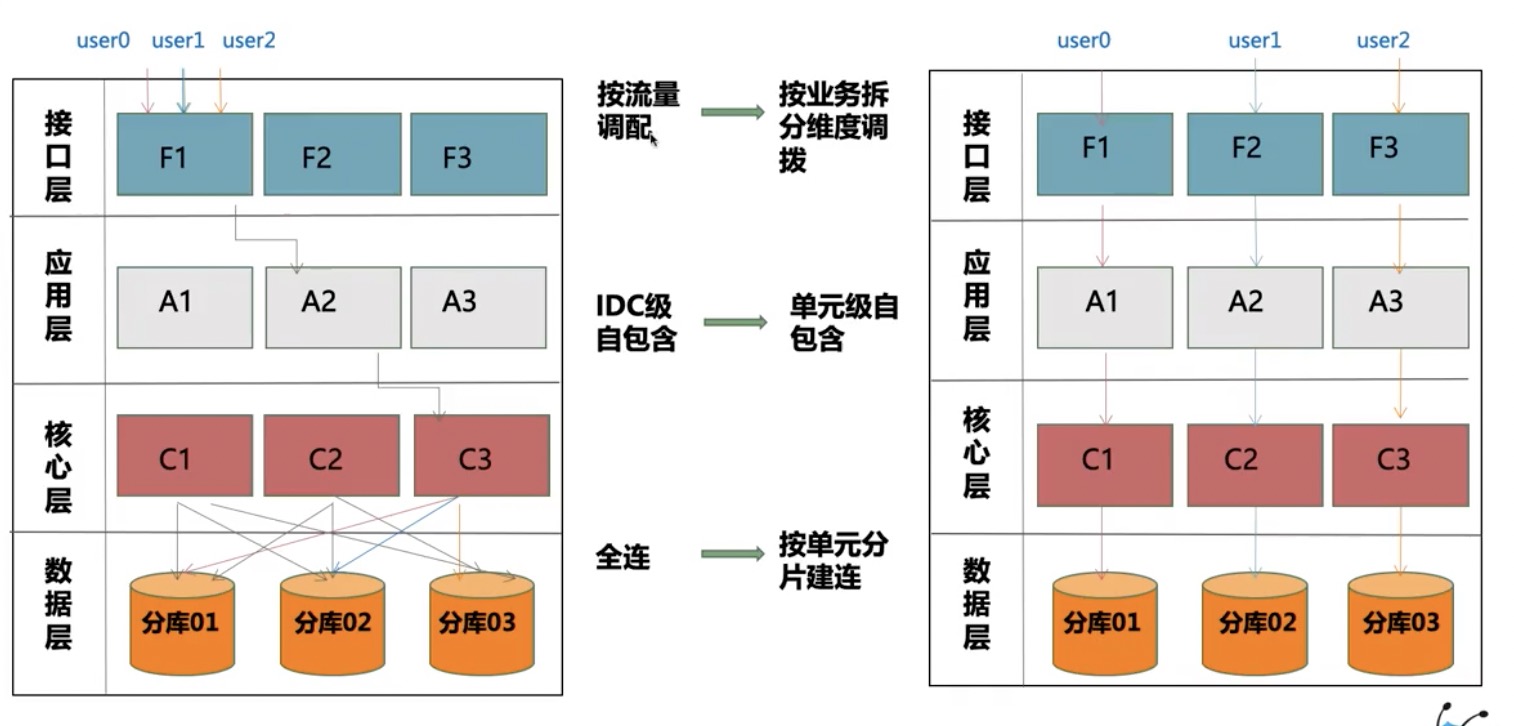 user0 user1 user2
接口层
F1 F2 F3
应用层
A1 A2 A3
核心层
C1 C2 C3
数据层
分库01 分库02 分库03
按流量
调配
按业务拆
分维度调
拨
IDC级
自包含
单元级自
包含
全连
按单元分
片建连
user0 user1 user2
接口层
F1 F2 F3
应用层
A1 A2 A3
核心层
C1 C2 C3
数据层
分库01 分库02 分库03